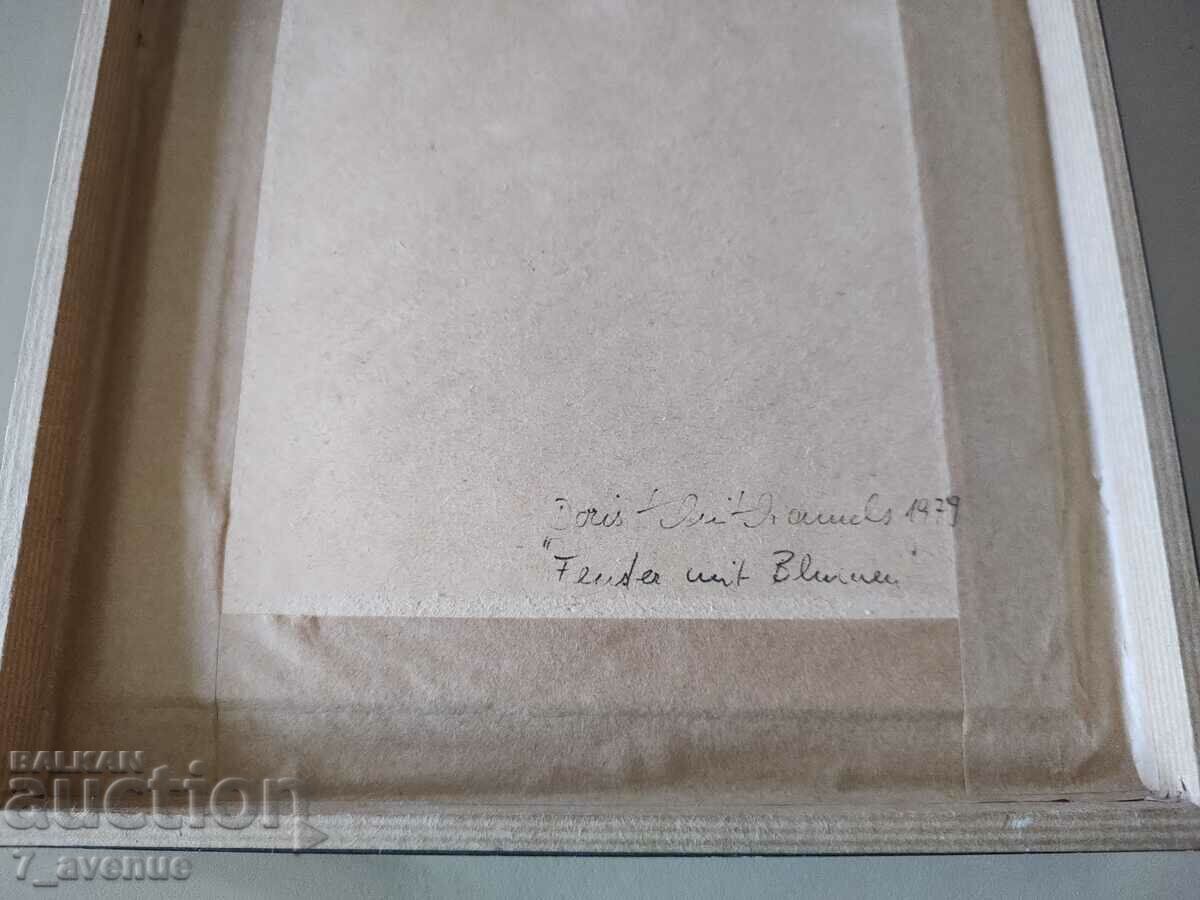 Doris 1979
"Fenster mit Blumen"
BALKAN
auction
7_avenue